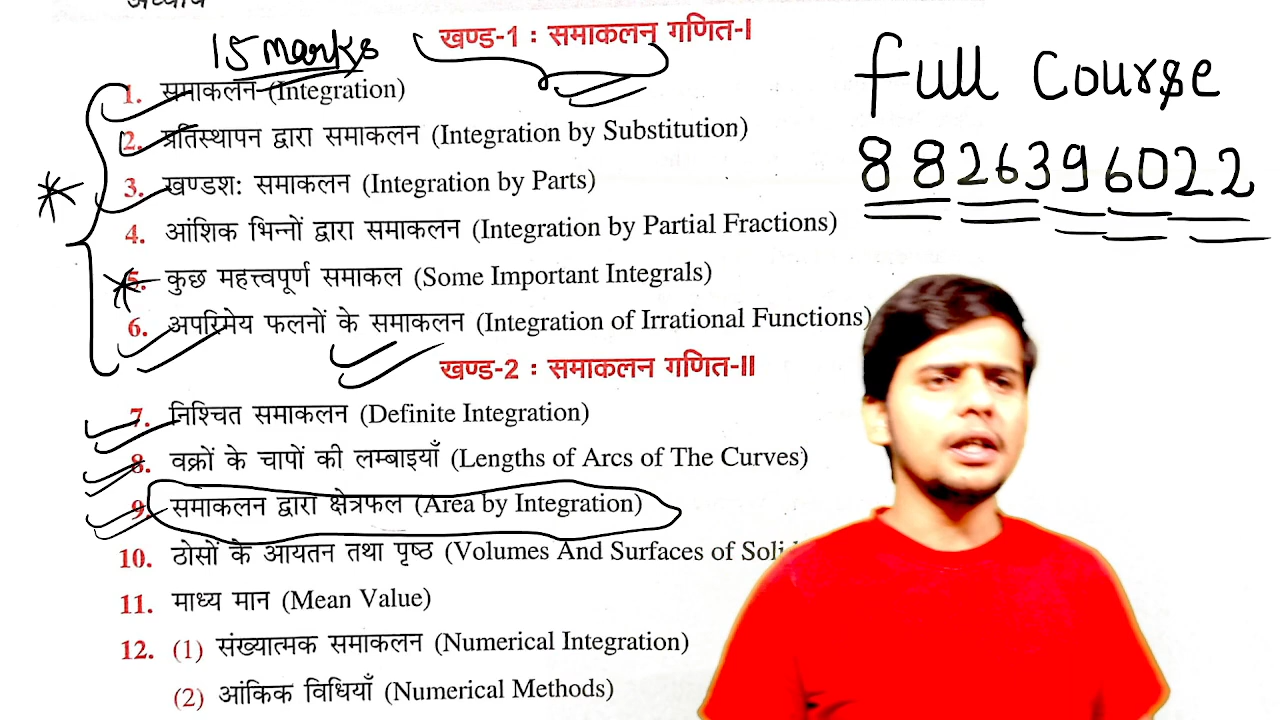 अध्याय
खण्ड-1 : समाकलन गणित-I
15 marks
1. समाकलन (Integration)
2. प्रतिस्थापन द्वारा समाकलन (Integration by Substitution)
3. खण्डश: समाकलन (Integration by Parts)
4. आंशिक भिन्नों द्वारा समाकलन (Integration by Partial Fractions)
5. कुछ महत्त्वपूर्ण समाकल (Some Important Integrals)
6. अपरिमेय फलनों के समाकलन (Integration of Irrational Functions)
खण्ड-2 : समाकलन गणित-II
7. निश्चित समाकलन (Definite Integration)
8. वक्रों के चापों की लम्बाइयाँ (Lengths of Arcs of The Curves)
9. समाकलन द्वारा क्षेत्रफल (Area by Integration)
10. ठोसों के आयतन तथा पृष्ठ (Volumes And Surfaces of
11. माध्य मान (Mean Value)
12. (1) संख्यात्मक समाकलन (Numerical Integration)
(2) आंकिक विधियाँ (Numerical Methods)
Full Course
8826396022